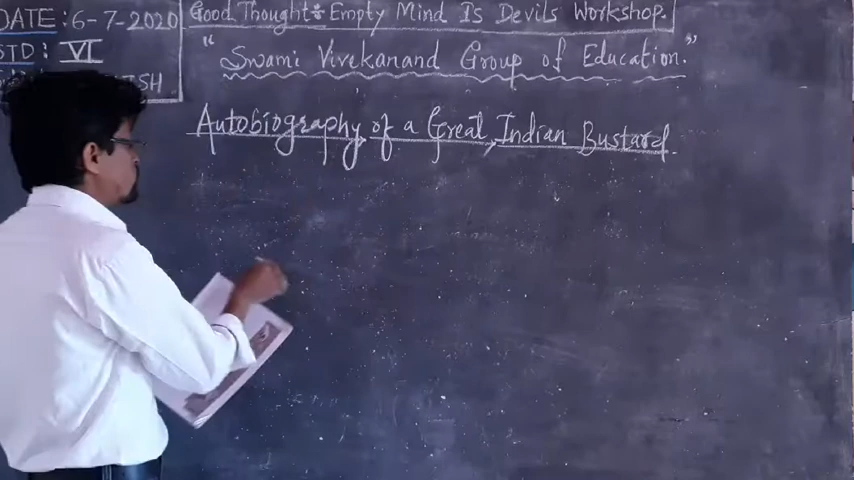 DATE : 6-7-2020
Good Thought : Empty Mind Is Devils Workshop.
STD : VI
" Swami Vivekanand Group of Education."
Autobiography of a Great Indian Bustard.